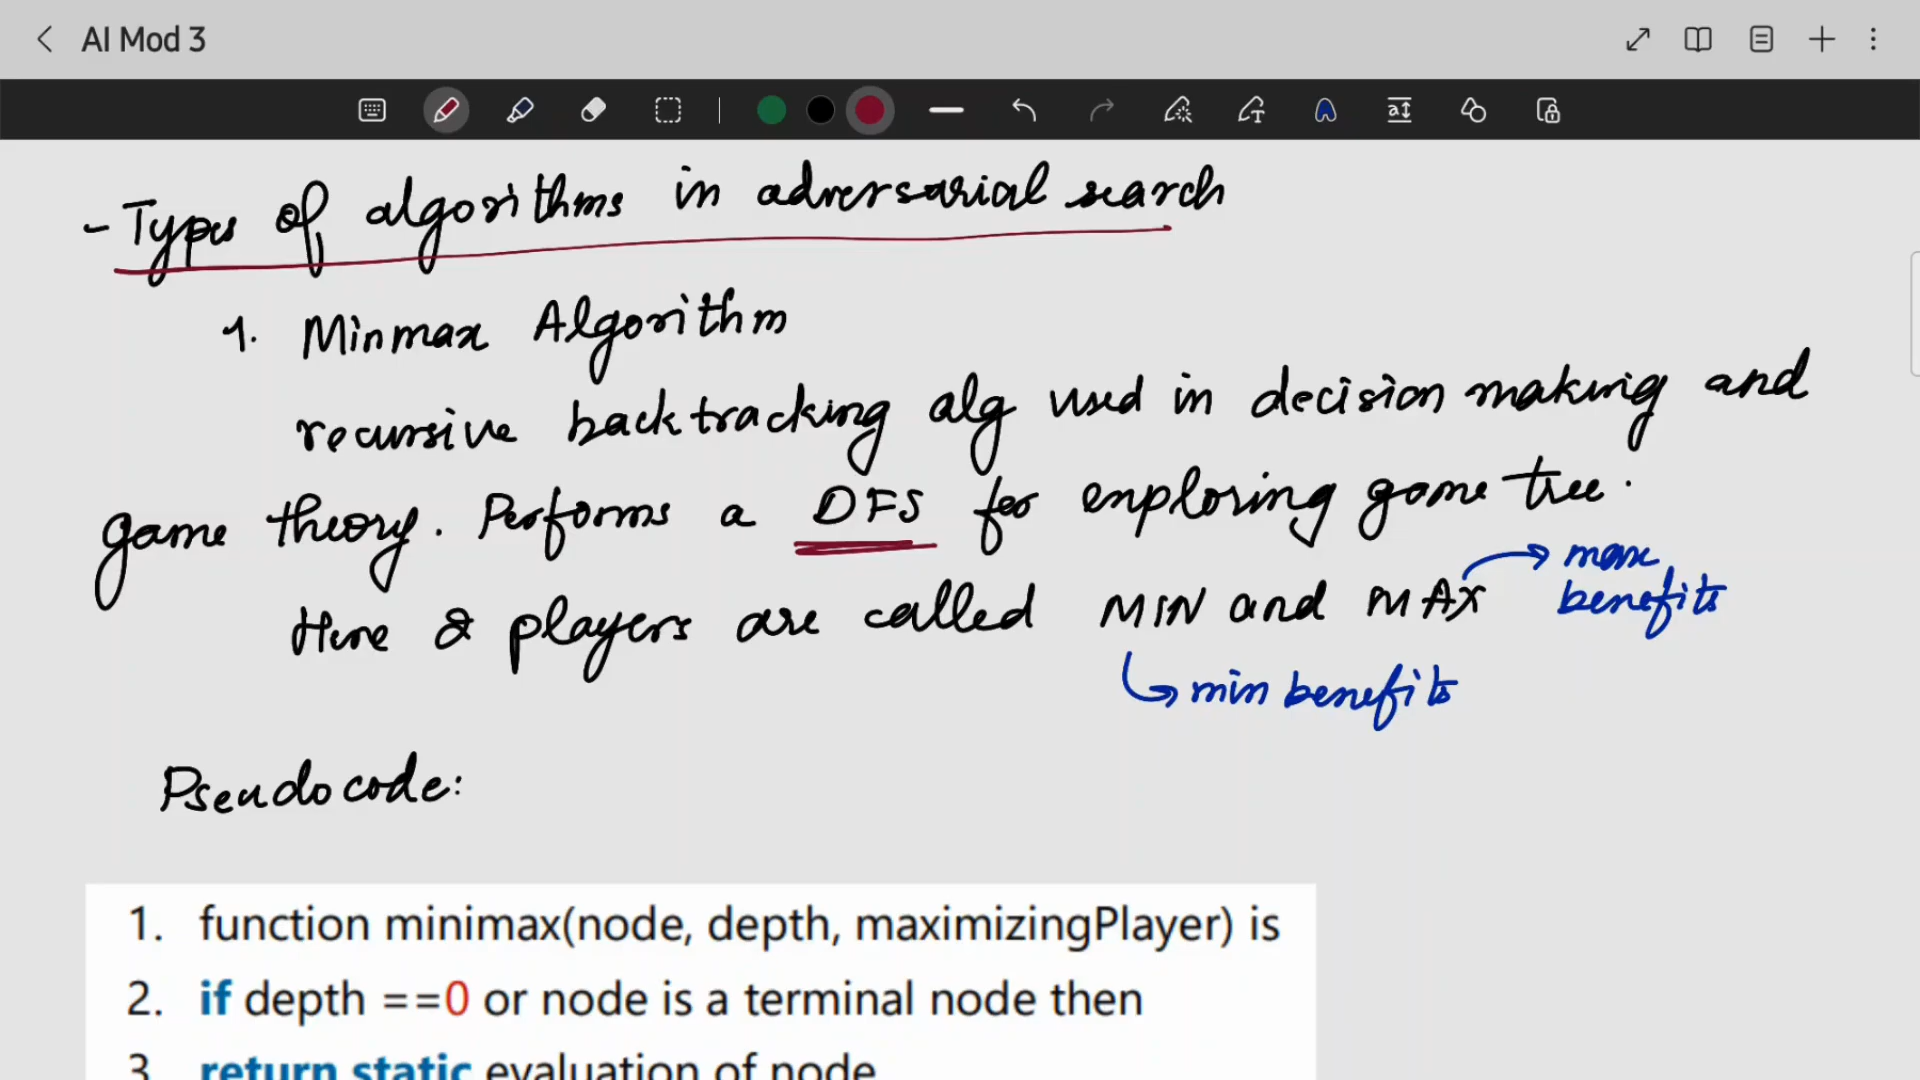 AI Mod 3
- Types of algorithms in adversarial search
1. Minmax Algorithm
recursive backtracking alg used in decision making and
game theory. Performs a DFS for exploring game tree.
Here 2 players are called MIN and MAX
max
benefits
min benefits
Pseudocode:
1. function minimax(node, depth, maximizingPlayer) is
2. if depth ==0 or node is a terminal node then
3. return static evaluation of node